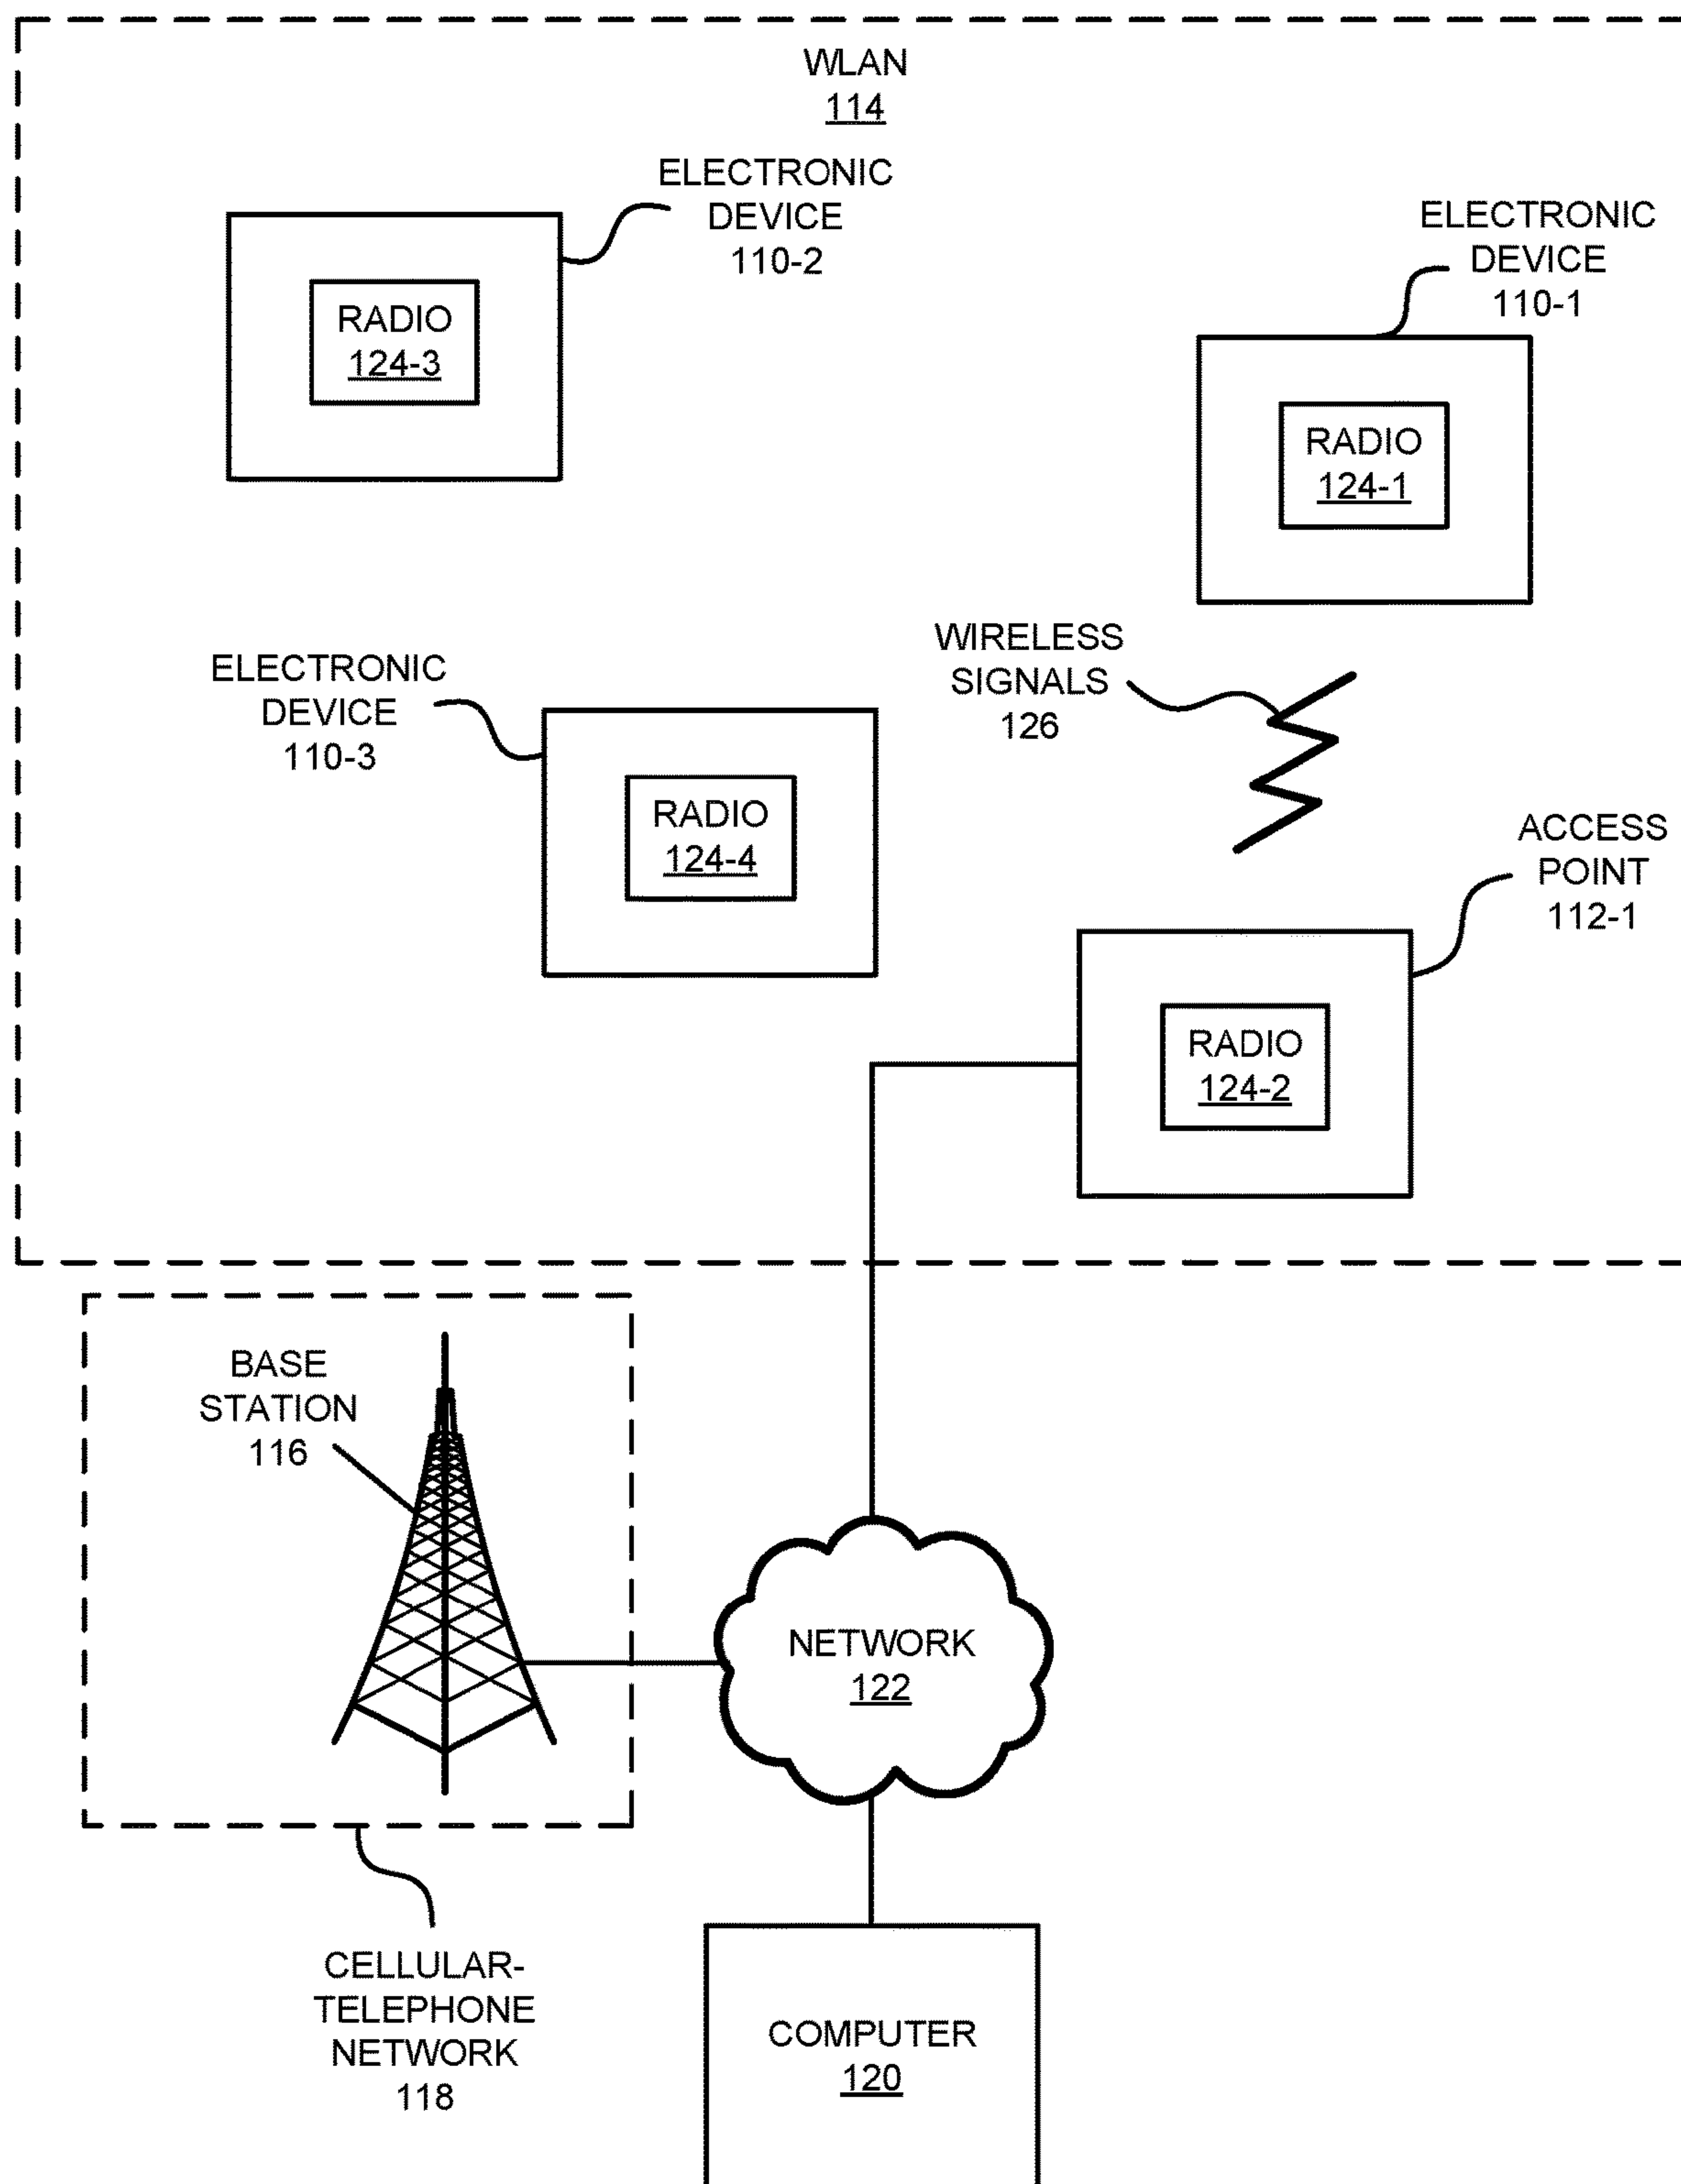 WLAN
114
ELECTRONIC
DEVICE
110-2
ELECTRONIC
DEVICE
110-1
RADIO
124-3
RADIO
124-1
WIRELESS
SIGNALS
126
ELECTRONIC
DEVICE
110-3
RADIO
124-4
ACCESS
POINT
112-1
RADIO
124-2
BASE
STATION
116
NETWORK
122
CELLULAR-
TELEPHONE
NETWORK
118
COMPUTER
120